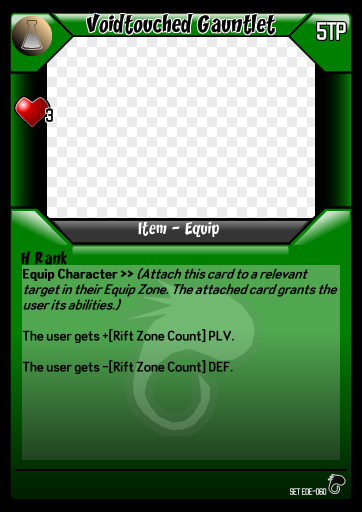 Voidtouched Gauntlet
5TP
3
Item - Equip
H Rank
Equip Character >> (Attach this card to a relevant
target in their Equip Zone. The attached card grants the
user its abilities.)
The user gets +[Rift Zone Count] PLV.
The user gets -[Rift Zone Count] DEF.
SET EOE-060